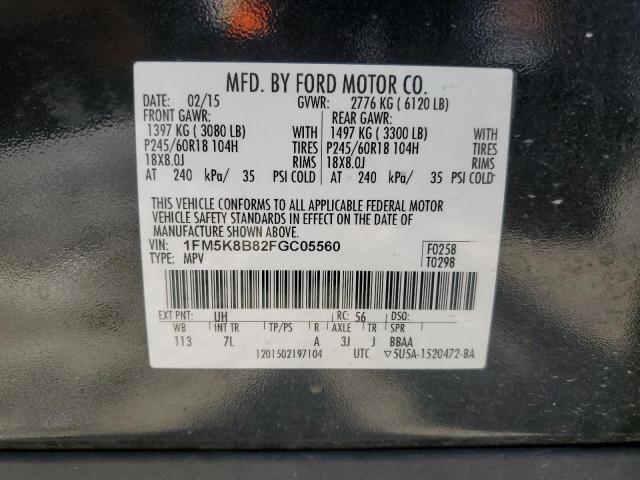 MFD. BY FORD MOTOR CO.
DATE: 02/15 GVWR: 2776 KG ( 6120 LB)
FRONT GAWR: REAR GAWR:
1397 KG ( 3080 LB) WITH 1497 KG ( 3300 LB) WITH
P245/60R18 104H TIRES P245/60R18 104H TIRES
18X8.0J RIMS 18X8.0J RIMS
AT 240 kPa/ 35 PSI COLD AT 240 kPa/ 35 PSI COLD
THIS VEHICLE CONFORMS TO ALL APPLICABLE FEDERAL MOTOR
VEHICLE SAFETY STANDARDS IN EFFECT ON THE DATE OF
MANUFACTURE SHOWN ABOVE.
VIN: 1FM5K8B82FGC05560 F0258
TYPE: MPV T0298
EXT PNT: UH RC: 56 DSO:
WB INT TR TP/PS R AXLE TR SPR
113 7L A 3J J BBAA
1201502197104 UTC ▽5U5A-1520472-BA